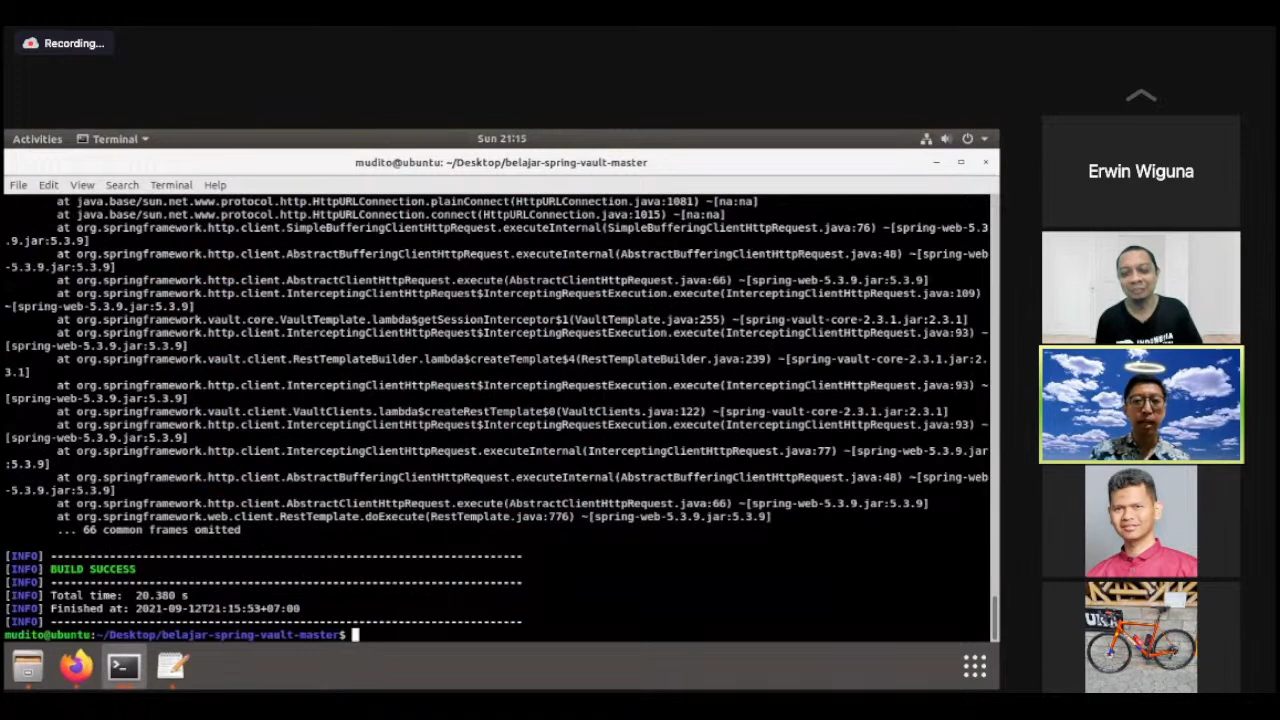 Recording...
Activities
Terminal
Sun 21:15
mudito@ubuntu: ~/Desktop/belajar-spring-vault-master
File Edit View Search Terminal Help
at java.base/sun.net.www.protocol.http.HttpURLConnection.plainConnect(HttpURLConnection.java:1081) ~[na:na]
at java.base/sun.net.www.protocol.http.HttpURLConnection.connect(HttpURLConnection.java:1015) ~[na:na]
at org.springframework.http.client.SimpleBufferingClientHttpRequest.executeInternal(SimpleBufferingClientHttpRequest.java:76) ~[spring-web-5.3
.9.jar:5.3.9]
at org.springframework.http.client.AbstractBufferingClientHttpRequest.executeInternal(AbstractBufferingClientHttpRequest.java:48) ~[spring-web
-5.3.9.jar:5.3.9]
at org.springframework.http.client.AbstractClientHttpRequest.execute(AbstractClientHttpRequest.java:66) ~[spring-web-5.3.9.jar:5.3.9]
at org.springframework.http.client.InterceptingClientHttpRequest$InterceptingRequestExecution.execute(InterceptingClientHttpRequest.java:109)
~[spring-web-5.3.9.jar:5.3.9]
at org.springframework.vault.core.VaultTemplate.lambda$getSessionInterceptor$1(VaultTemplate.java:255) ~[spring-vault-core-2.3.1.jar:2.3.1]
at org.springframework.http.client.InterceptingClientHttpRequest$InterceptingRequestExecution.execute(InterceptingClientHttpRequest.java:93) ~
[spring-web-5.3.9.jar:5.3.9]
at org.springframework.vault.client.RestTemplateBuilder.lambda$createTemplate$4(RestTemplateBuilder.java:239) ~[spring-vault-core-2.3.1.jar:2.
3.1]
at org.springframework.http.client.InterceptingClientHttpRequest$InterceptingRequestExecution.execute(InterceptingClientHttpRequest.java:93) ~
[spring-web-5.3.9.jar:5.3.9]
at org.springframework.vault.client.VaultClients.lambda$createRestTemplate$0(VaultClients.java:122) ~[spring-vault-core-2.3.1.jar:2.3.1]
at org.springframework.http.client.InterceptingClientHttpRequest$InterceptingRequestExecution.execute(InterceptingClientHttpRequest.java:93) ~
[spring-web-5.3.9.jar:5.3.9]
at org.springframework.http.client.InterceptingClientHttpRequest.executeInternal(InterceptingClientHttpRequest.java:77) ~[spring-web-5.3.9.jar
:5.3.9]
at org.springframework.http.client.AbstractBufferingClientHttpRequest.executeInternal(AbstractBufferingClientHttpRequest.java:48) ~[spring-web
-5.3.9.jar:5.3.9]
at org.springframework.http.client.AbstractClientHttpRequest.execute(AbstractClientHttpRequest.java:66) ~[spring-web-5.3.9.jar:5.3.9]
at org.springframework.web.client.RestTemplate.doExecute(RestTemplate.java:776) ~[spring-web-5.3.9.jar:5.3.9]
... 66 common frames omitted
[INFO] ------------------------------------------------------------------------
[INFO] BUILD SUCCESS
[INFO] ------------------------------------------------------------------------
[INFO] Total time:  20.380 s
[INFO] Finished at: 2021-09-12T21:15:53+07:00
[INFO] ------------------------------------------------------------------------
mudito@ubuntu:~/Desktop/belajar-spring-vault-master$
Erwin Wiguna